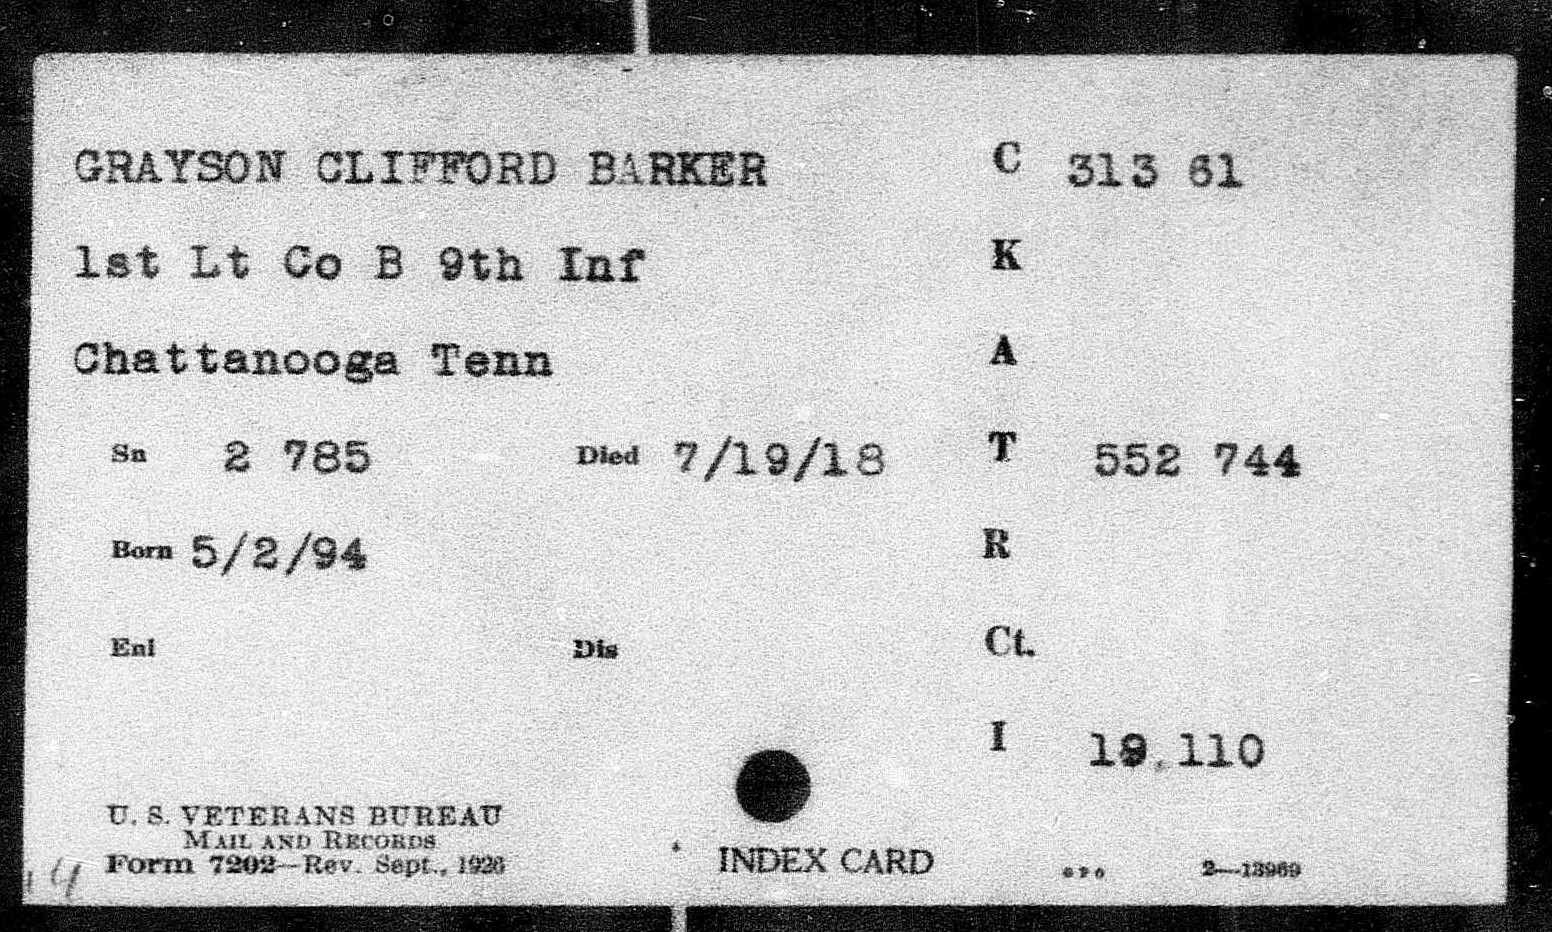 GRAYSON CLIFFORD BARKER C 313 61
1st Lt Co B 9th Inf K
Chattanooga Tenn A
Sn 2 785 Died 7/19/18 T 552 744
Born 5/2/94 R
Enl Dis Ct.
I 19,110
U. S. VETERANS BUREAU
MAIL AND RECORDS
Form 7202—Rev. Sept., 1926 INDEX CARD 2—13969